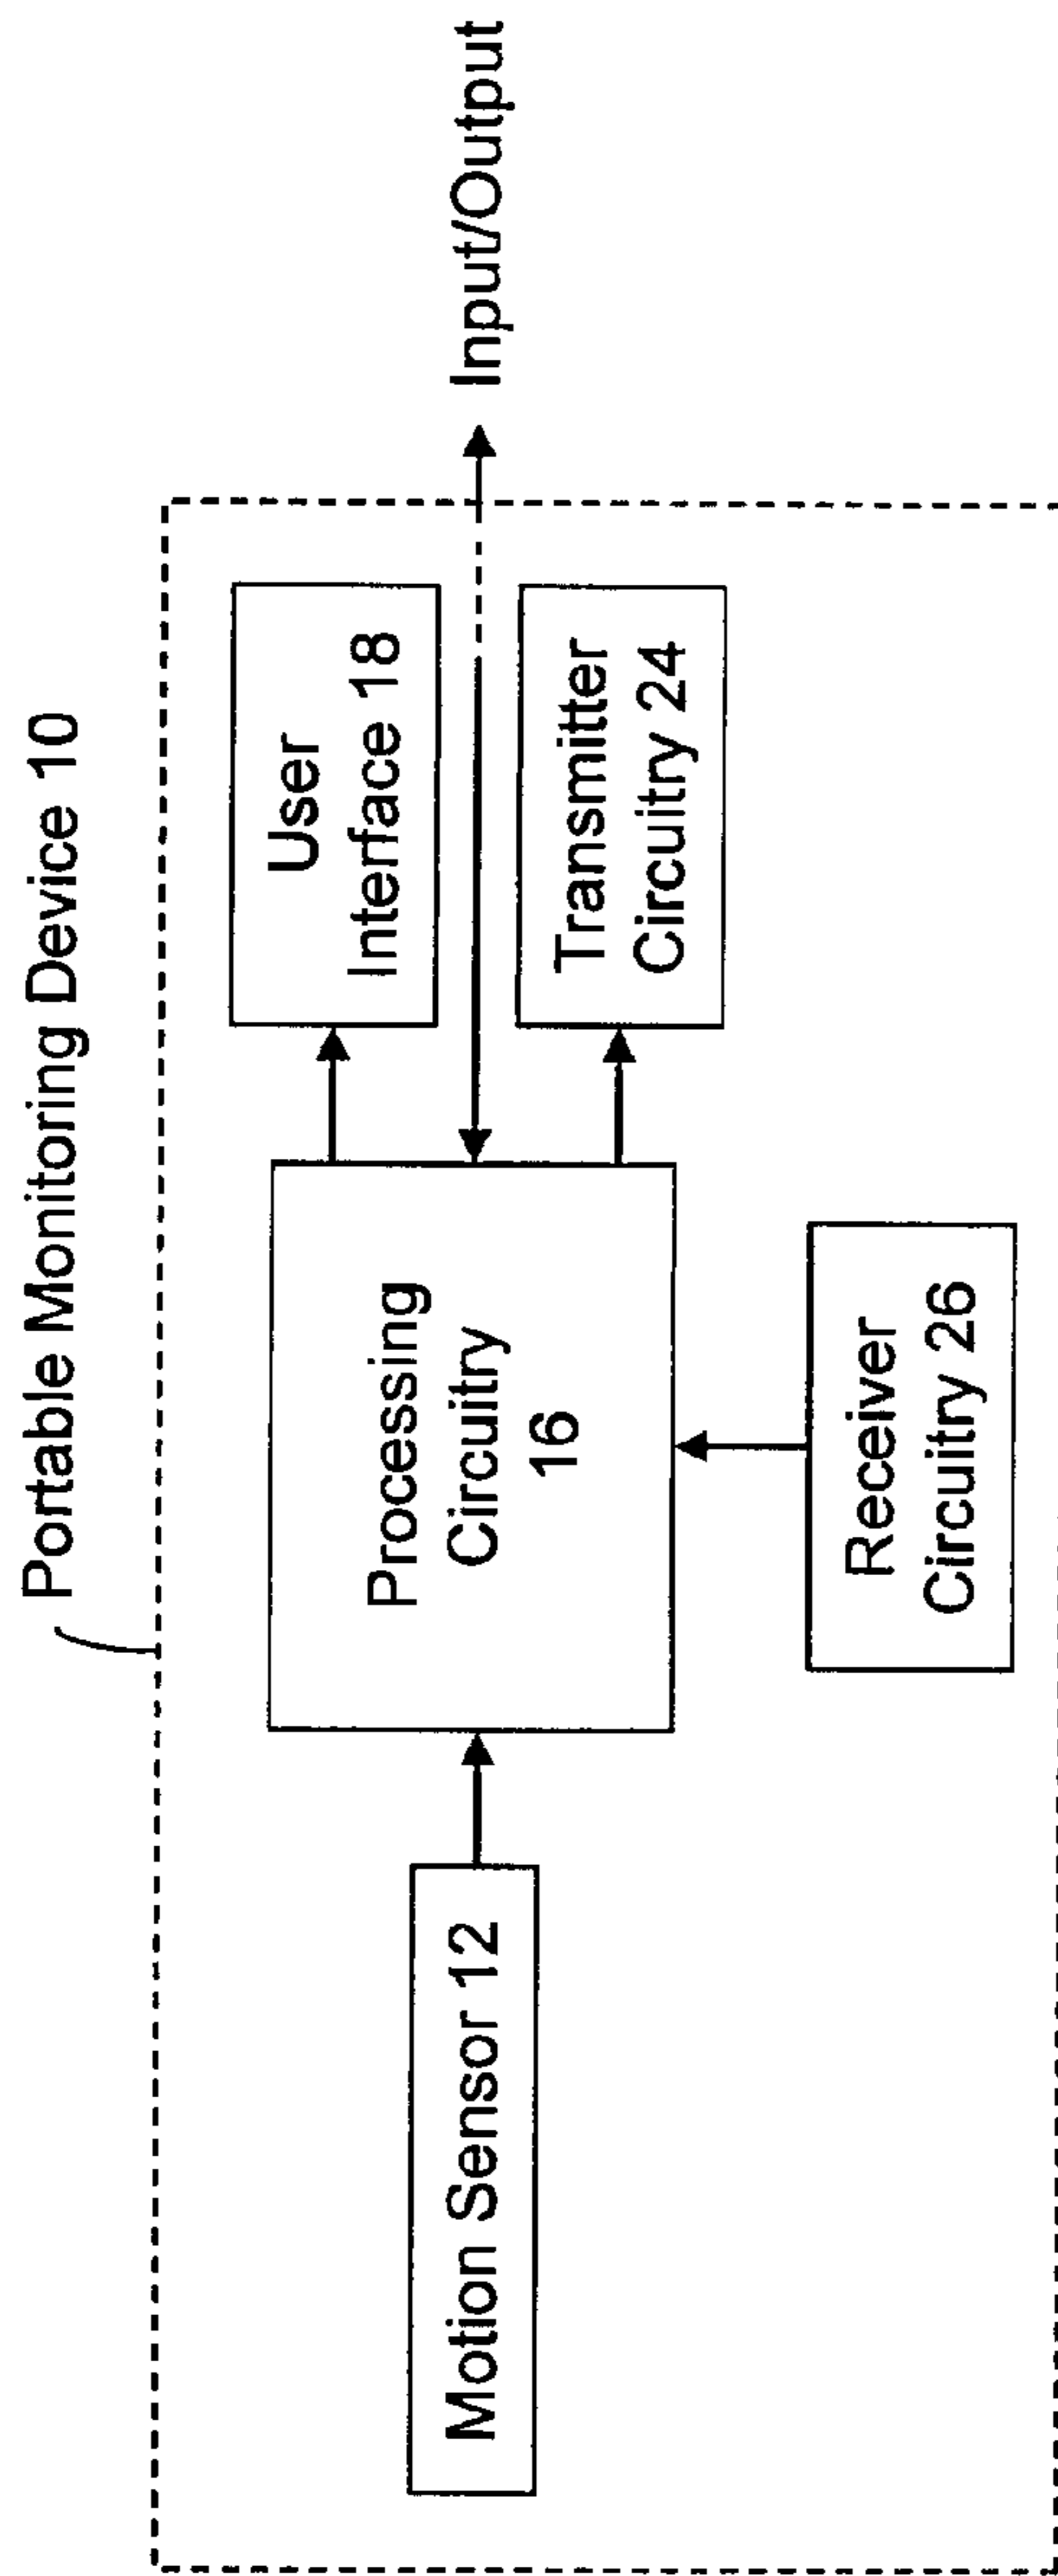 Portable Monitoring Device 10
Motion Sensor 12
Processing
Circuitry
16
User
Interface 18
Input/Output
Transmitter
Circuitry 24
Receiver
Circuitry 26